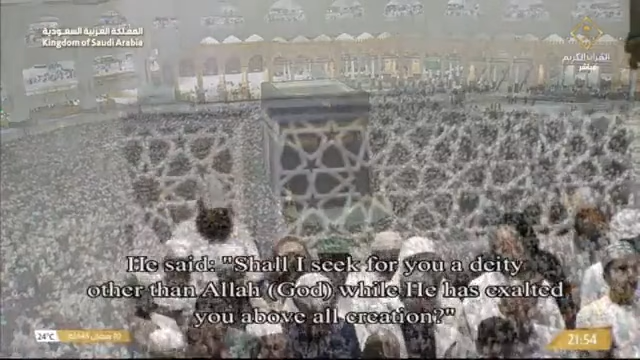 المملكة العربية السعودية
Kingdom of Saudi Arabia
القرآن الكريم
مباشر
He said: "Shall I seek for you a deity
other than Allah (God) while He has exalted
you above all creation?"
24°C
21:54